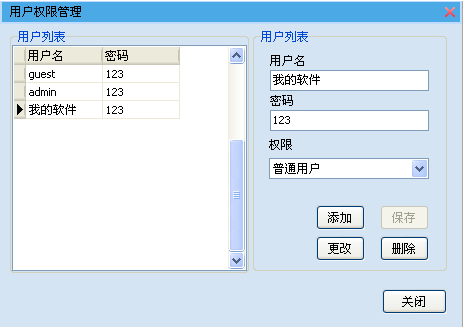 用户权限管理
用户列表
用户名 密码
guest 123
admin 123
我的软件 123
用户列表
用户名
我的软件
密码
123
权限
普通用户
添加 保存
更改 删除
关闭